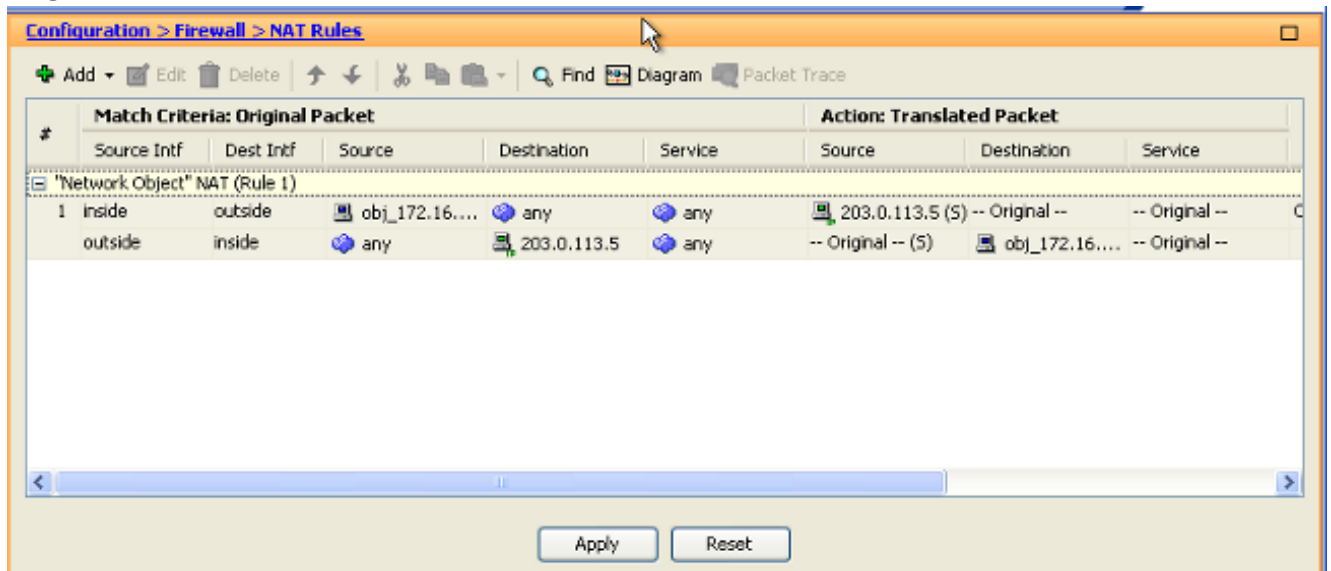 Configuration > Firewall > NAT Rules
Add Edit Delete Find Diagram Packet Trace
# Match Criteria: Original Packet Action: Translated Packet
Source Intf Dest Intf Source Destination Service Source Destination Service
"Network Object" NAT (Rule 1)
1 inside outside obj_172.16.... any any 203.0.113.5 (S) -- Original -- -- Original --
outside inside any 203.0.113.5 any -- Original -- (S) obj_172.16.... -- Original --
Apply Reset